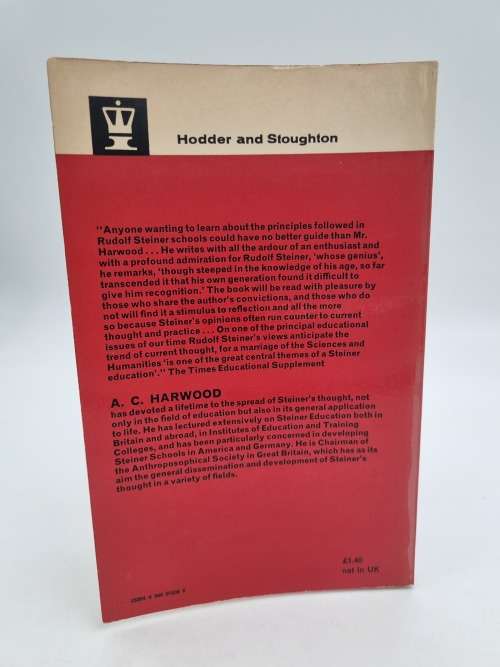 Hodder and Stoughton
"Anyone wanting to learn about the principles followed in
Rudolf Steiner schools could have no better guide than Mr.
Harwood . . . He writes with all the ardour of an enthusiast and
with a profound admiration for Rudolf Steiner, 'whose genius',
he remarks, 'though steeped in the knowledge of his age, so far
transcended it that his own generation found it difficult to
give him recognition.' The book will be read with pleasure by
those who share the author's convictions, and those who do
not will find it a stimulus to reflection and all the more
so because Steiner's opinions often run counter to current
thought and practice . . . On one of the principal educational
issues of our time Rudolf Steiner's views anticipate the
trend of current thought, for a marriage of the Sciences and
Humanities 'is one of the great central themes of a Steiner
education'." The Times Educational Supplement
A. C. HARWOOD
has devoted a lifetime to the spread of Steiner's thought, not
only in the field of education but also in its general application
to life. He has lectured extensively on Steiner Education both in
Britain and abroad, in Institutes of Education and Training
Colleges, and has been particularly concerned in developing
Steiner Schools in America and Germany. He is Chairman of
the Anthroposophical Society in Great Britain, which has as its
aim the general dissemination and development of Steiner's
thought in a variety of fields.
£1.40
net in UK